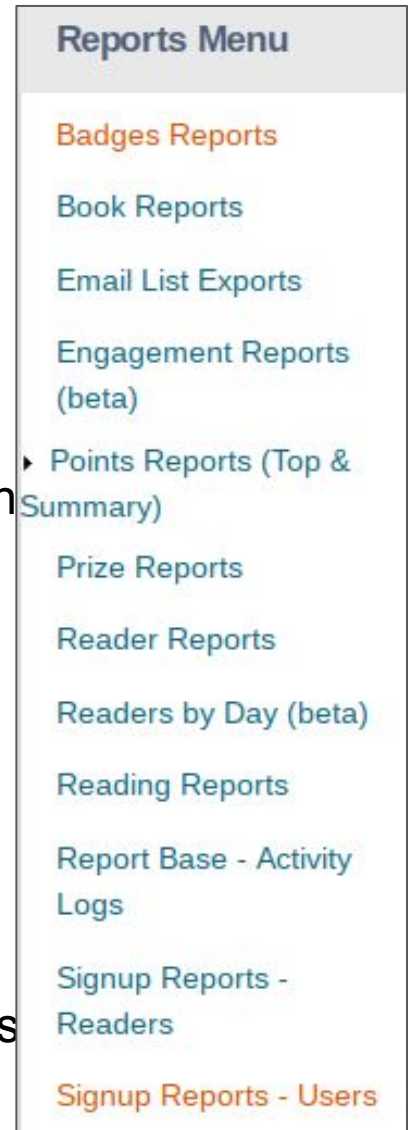 Reports Menu
Badges Reports
Book Reports
Email List Exports
Engagement Reports
(beta)
Points Reports (Top &
n
Summary)
Prize Reports
Reader Reports
Readers by Day (beta)
Reading Reports
Report Base - Activity
Logs
Signup Reports -
s
Readers
Signup Reports - Users